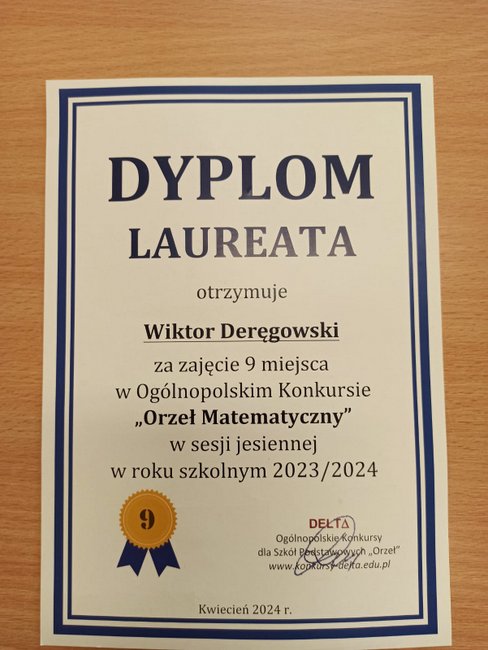 DYPLOM
LAUREATA
otrzymuje
Wiktor Deręgowski
za zajęcie 9 miejsca
w Ogólnopolskim Konkursie
„Orzeł Matematyczny”
w sesji jesiennej
w roku szkolnym 2023/2024
9
DELTA
Ogólnopolskie Konkursy
dla Szkół Podstawowych „Orzeł”
www.konkursy-delta.edu.pl
Kwiecień 2024 r.